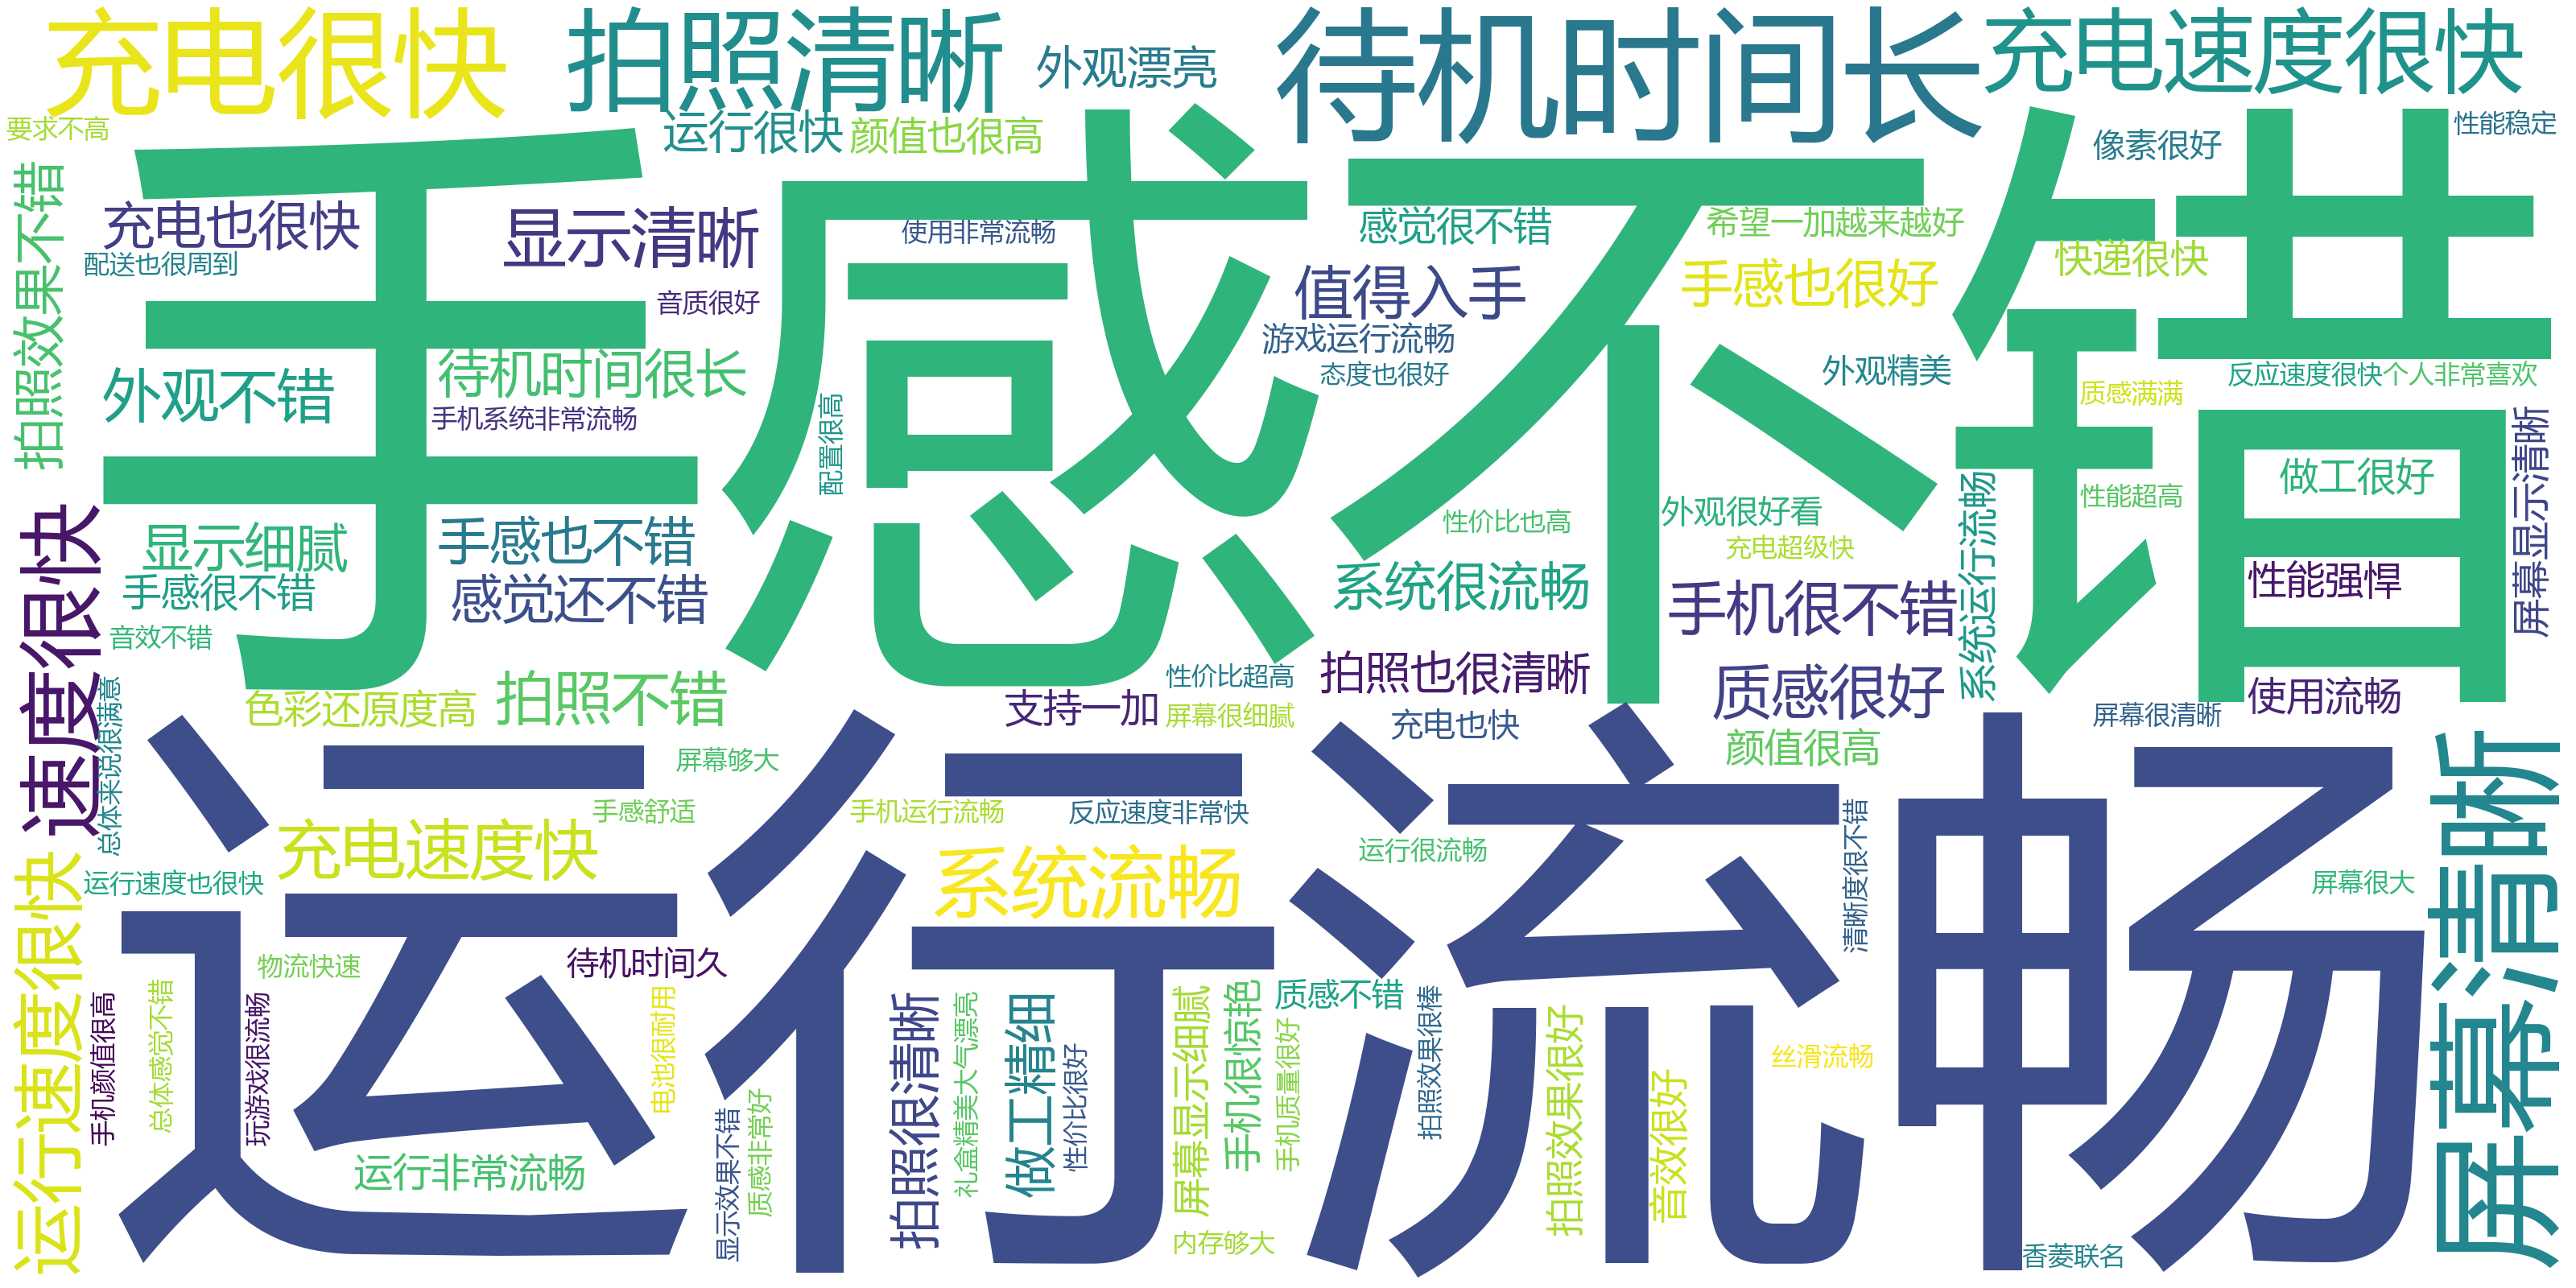 充电很快
拍照清晰
外观漂亮
待机时间长
充电速度很快
要求不高
运行很快
颜值也很高
像素很好
性能稳定
手感不错
拍照效果不错
充电也很快
显示清晰
使用非常流畅
感觉很不错
希望一加越来越好
快递很快
配送也很周到
音质很好
值得入手
手感也很好
游戏运行流畅
外观不错
待机时间很长
态度也很好
外观精美
反应速度很快
个人非常喜欢
手机系统非常流畅
配置很高
质感满满
屏幕显示清晰
做工很好
速度很快
显示细腻
手感也不错
性价比也高
外观很好看
系统运行流畅
性能超高
手感很不错
感觉还不错
充电超级快
系统很流畅
手机很不错
性能强悍
音效不错
总体来说很满意
色彩还原度高
拍照不错
支持一加
性价比超高
屏幕很细腻
拍照也很清晰
充电也快
质感很好
颜值很高
屏幕很清晰
使用流畅
运行流畅
屏幕清晰
屏幕够大
手感舒适
手机运行流畅
反应速度非常快
运行很流畅
清晰度很不错
屏幕很大
运行速度很快
充电速度快
系统流畅
运行速度也很快
物流快速
待机时间久
手机颜值很高
总体感觉不错
玩游戏很流畅
电池很耐用
拍照很清晰
礼盒精美大气漂亮
做工精细
性价比很好
屏幕显示细腻
手机很惊艳
手机质量很好
质感不错
拍照效果很棒
拍照效果很好
音效很好
丝滑流畅
显示效果不错
质感非常好
运行非常流畅
内存够大
香菱联名